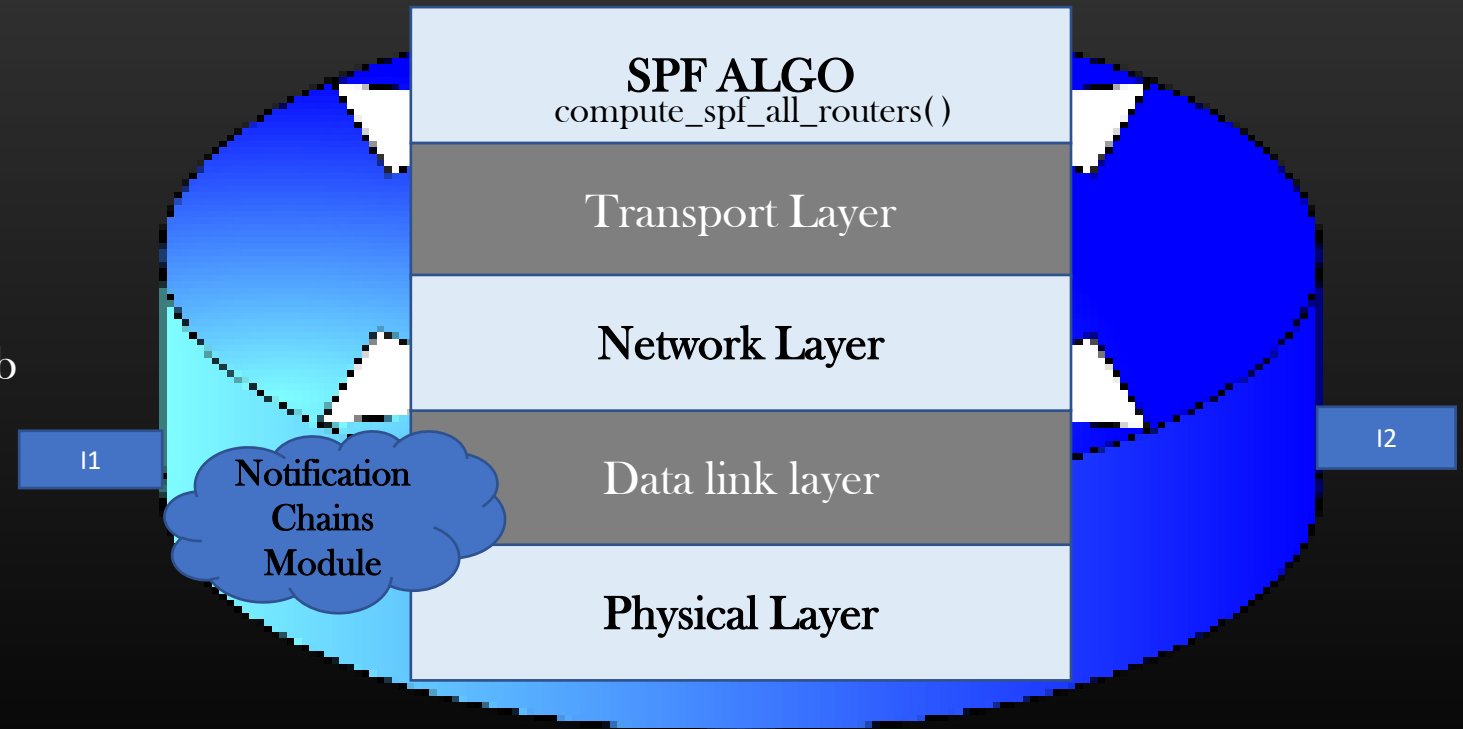 SPF ALGO
compute_spf_all_routers()
Transport Layer
Network Layer
I1
Notification
Chains
Module
Data link layer
I2
Physical Layer